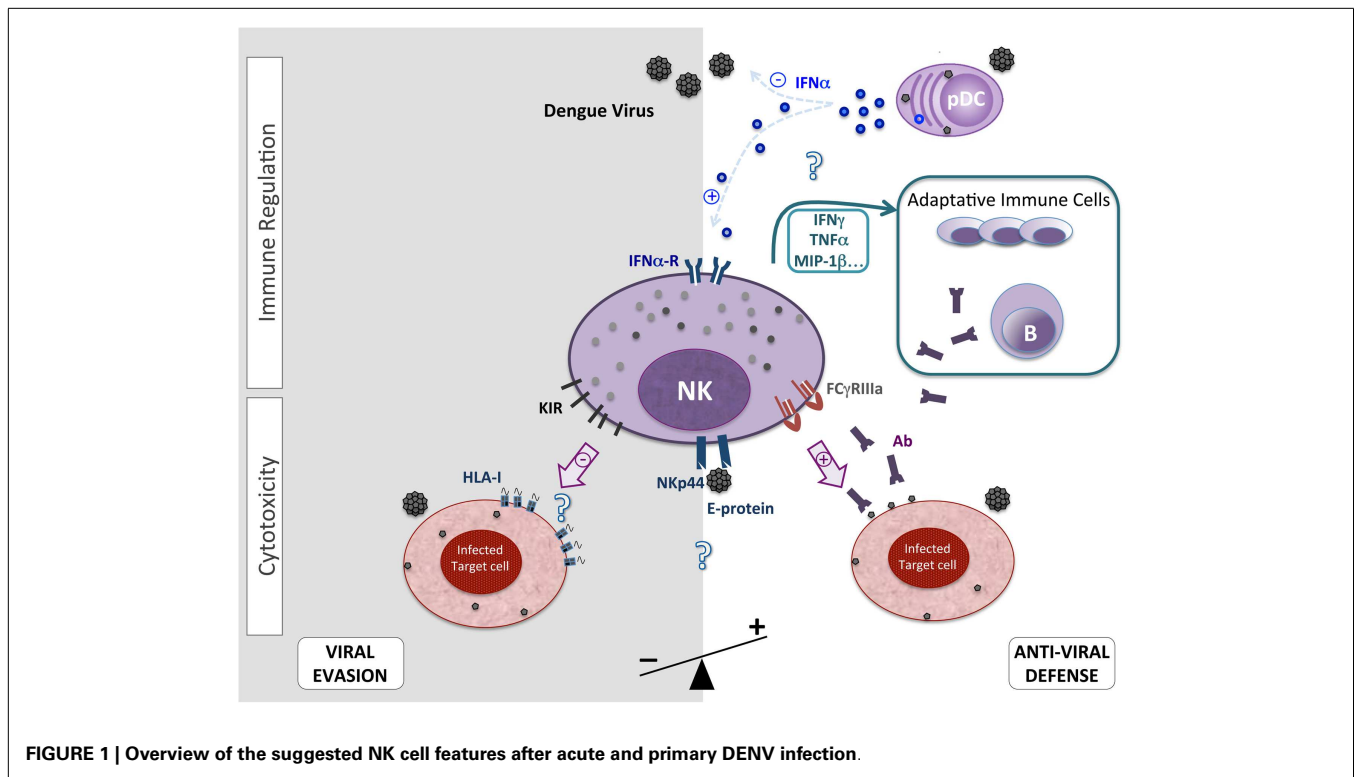 Immune Regulation
Cytotoxicity
Dengue Virus
-
IFNα
pDC
?
+
Adaptative Immune Cells
IFNγ
TNFα
MIP-1β...
B
IFNα-R
NK
FCγRIIIa
KIR
-
+
Ab
HLA-I
?
NKp44
E-protein
?
Infected
Target cell
Infected
Target cell
VIRAL
EVASION
−
+
ANTI-VIRAL
DEFENSE
FIGURE 1 | Overview of the suggested NK cell features after acute and primary DENV infection.